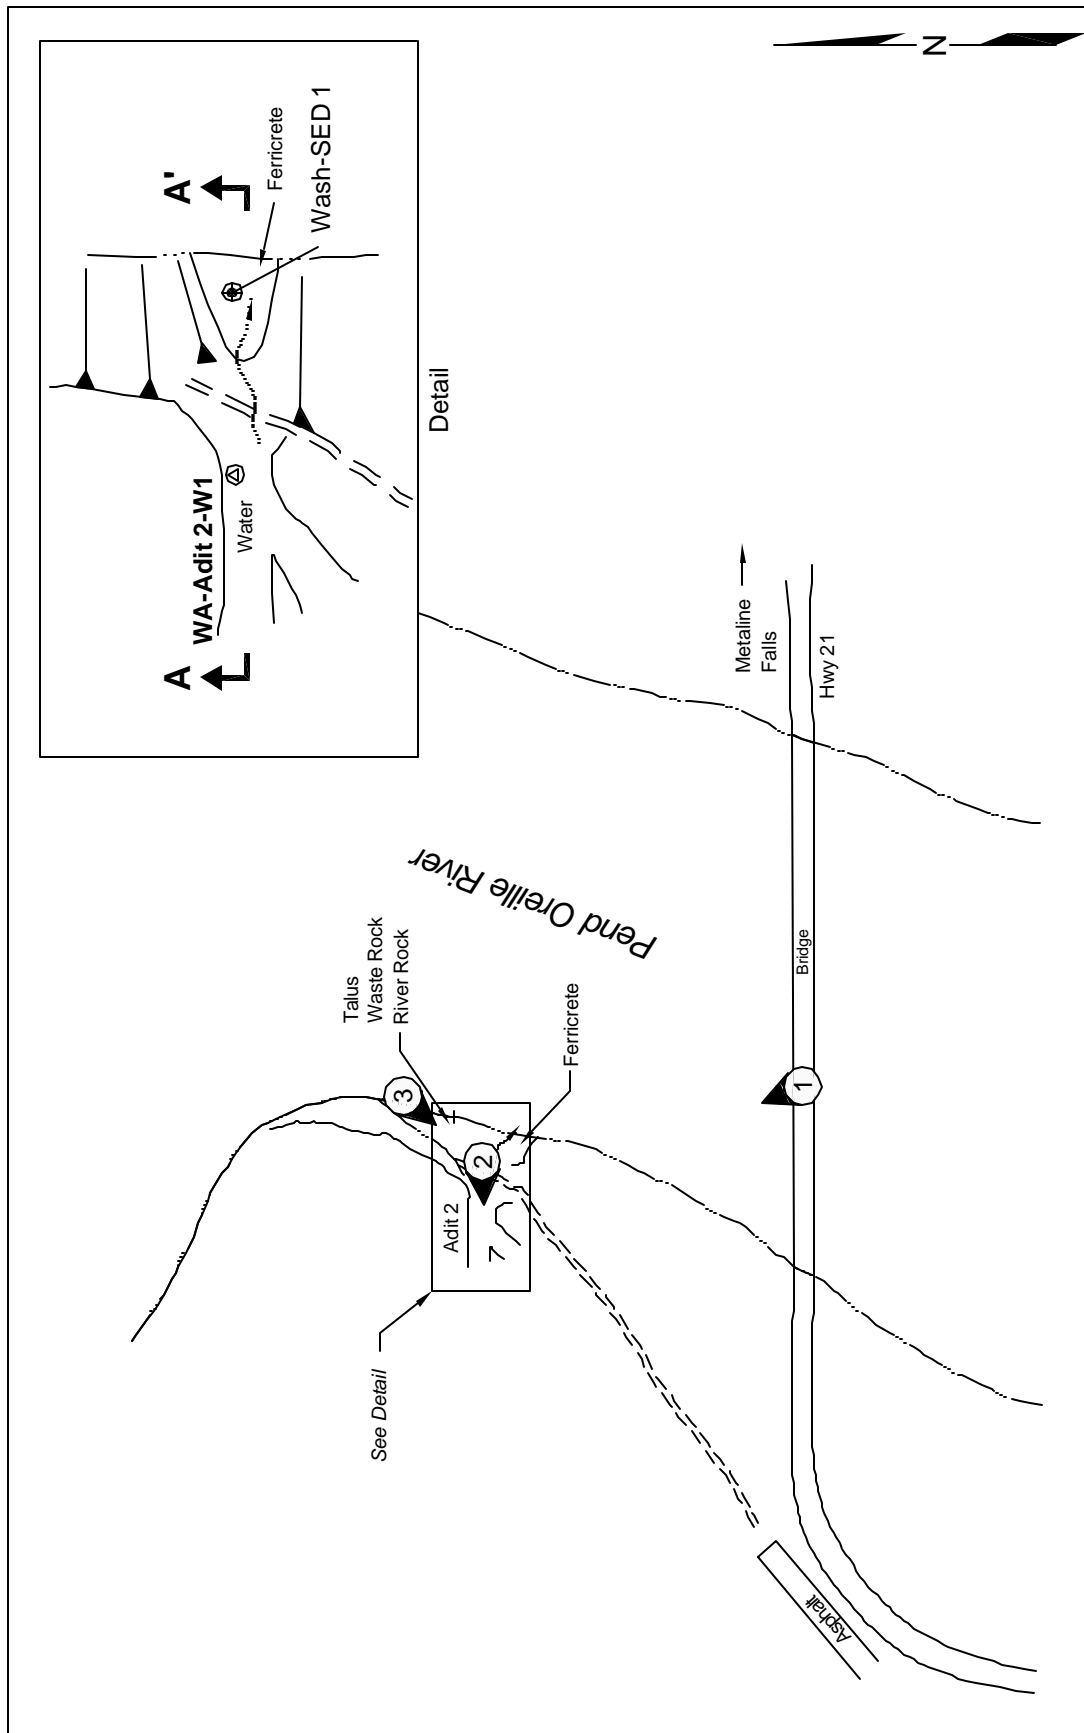 N
A
A'
WA-Adit 2-W1
Water
Ferricrete
Wash-SED 1
Detail
Talus
Waste Rock
River Rock
3
2
Adit 2
Ferricrete
See Detail
Pend Oreille River
Metaline
Falls
Hwy 21
Bridge
1
Asphalt